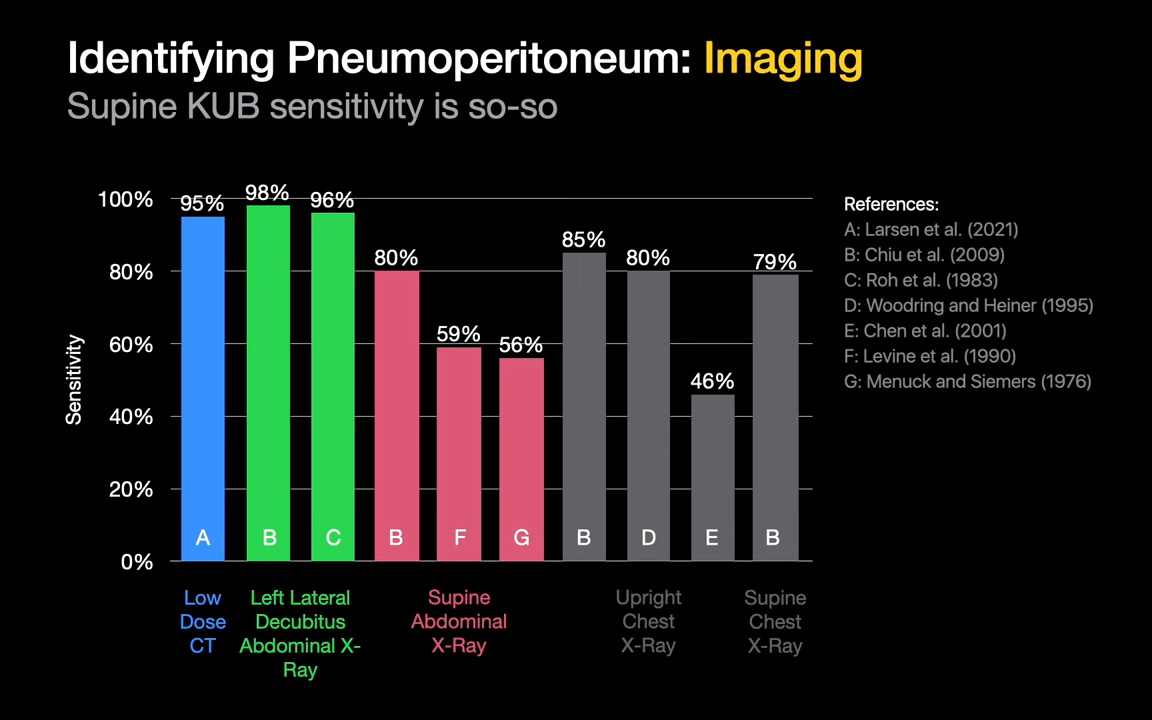 Identifying Pneumoperitoneum: Imaging
Supine KUB sensitivity is so-so
Sensitivity
100%
80%
60%
40%
20%
0%
95%
98%
96%
80%
59%
56%
85%
80%
46%
79%
A
B
C
B
F
G
B
D
E
B
Low
Dose
CT
Left Lateral
Decubitus
Abdominal X-
Ray
Supine
Abdominal
X-Ray
Upright
Chest
X-Ray
Supine
Chest
X-Ray
References:
A: Larsen et al. (2021)
B: Chiu et al. (2009)
C: Roh et al. (1983)
D: Woodring and Heiner (1995)
E: Chen et al. (2001)
F: Levine et al. (1990)
G: Menuck and Siemers (1976)